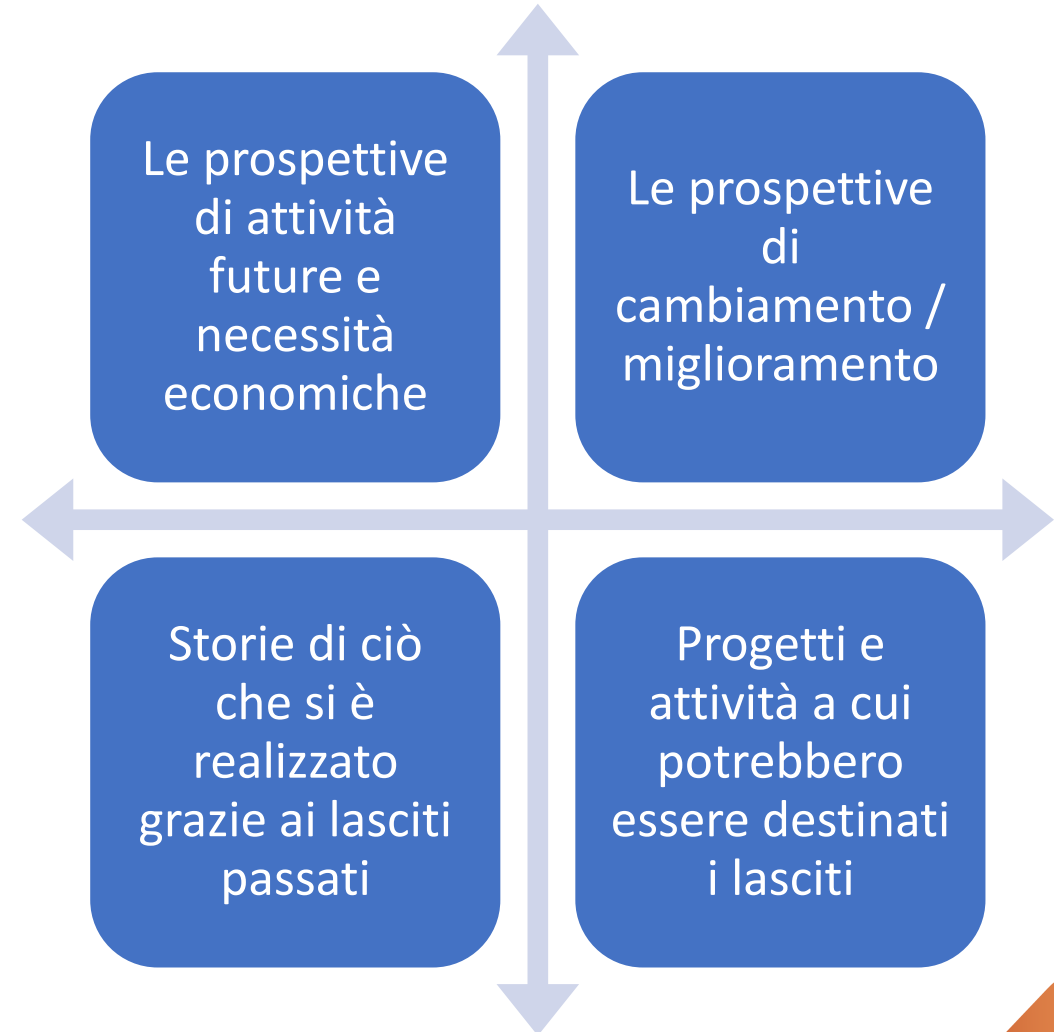 Le prospettive
di attività
future e
necessità
economiche
Le prospettive
di
cambiamento /
miglioramento
Storie di ciò
che si è
realizzato
grazie ai lasciti
passati
Progetti e
attività a cui
potrebbero
essere destinati
i lasciti